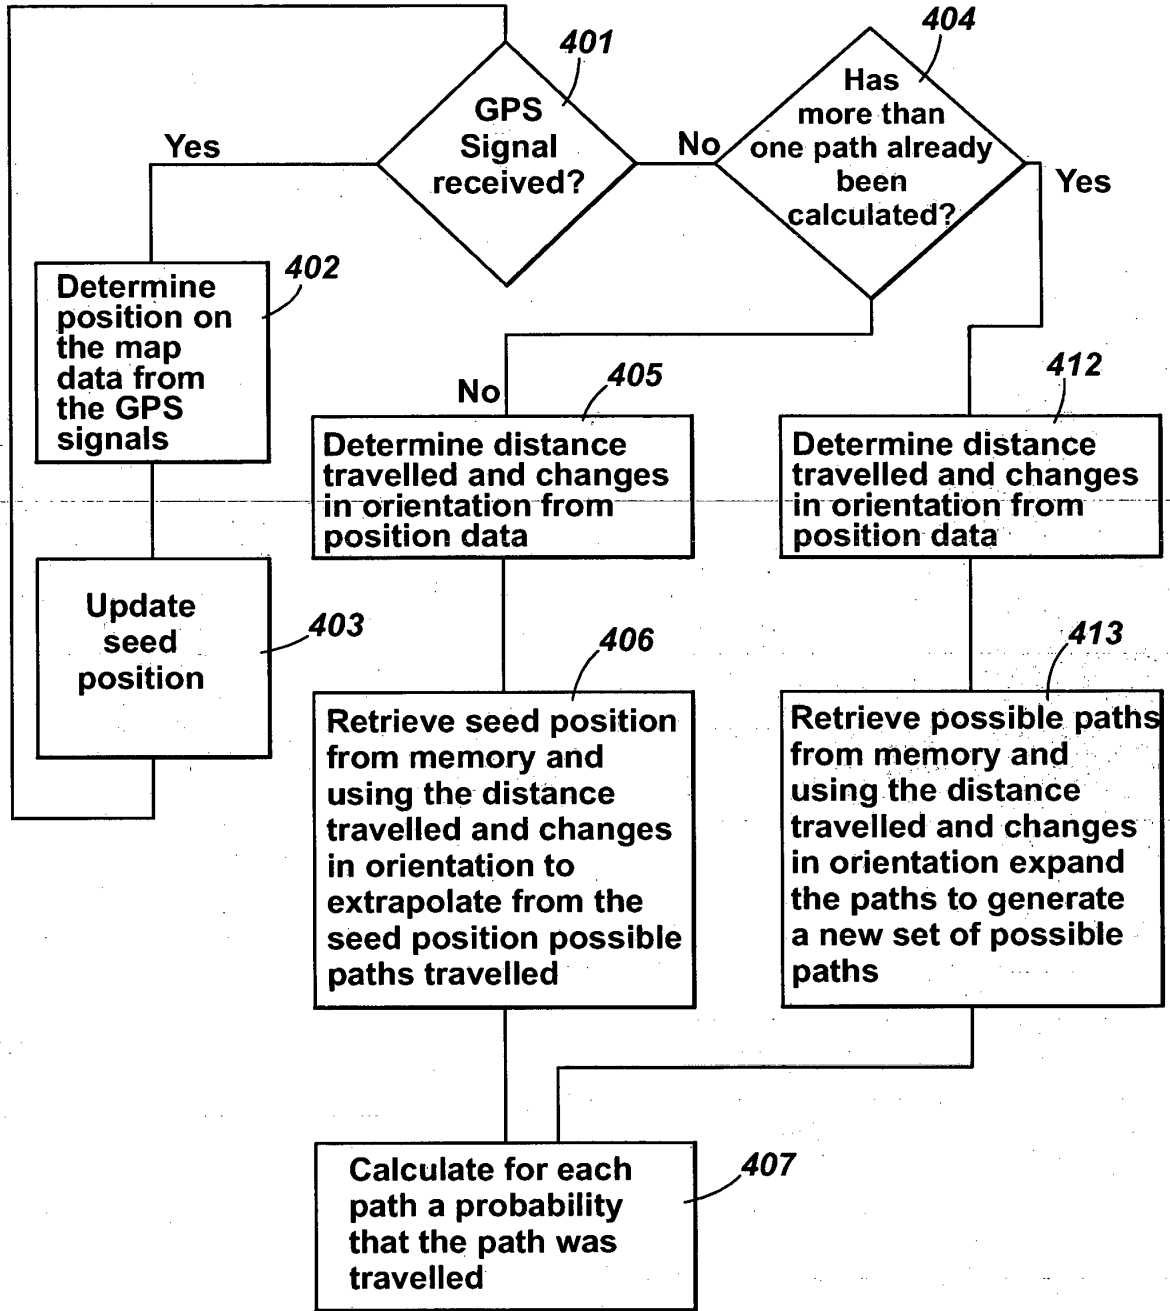 401
GPS
Signal
received?
Yes
No
404
Has
more than
one path already
been
calculated?
Yes
402
Determine
position on
the map
data from
the GPS
signals
403
Update
seed
position
No
405
Determine distance
travelled and changes
in orientation from
position data
412
Determine distance
travelled and changes
in orientation from
position data
406
Retrieve seed position
from memory and
using the distance
travelled and changes
in orientation to
extrapolate from the
seed position possible
paths travelled
413
Retrieve possible paths
from memory and
using the distance
travelled and changes
in orientation expand
the paths to generate
a new set of possible
paths
407
Calculate for each
path a probability
that the path was
travelled